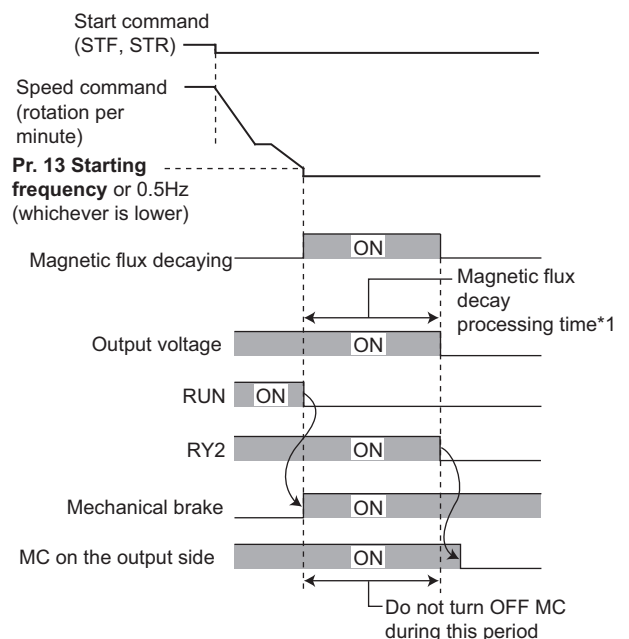 Start command
(STF, STR)
Speed command
(rotation per
minute)
Pr. 13 Starting
frequency or 0.5Hz
(whichever is lower)
Magnetic flux decaying
ON
Magnetic flux
decay
processing time*1
Output voltage
ON
RUN
ON
RY2
ON
Mechanical brake
ON
MC on the output side
ON
Do not turn OFF MC
during this period